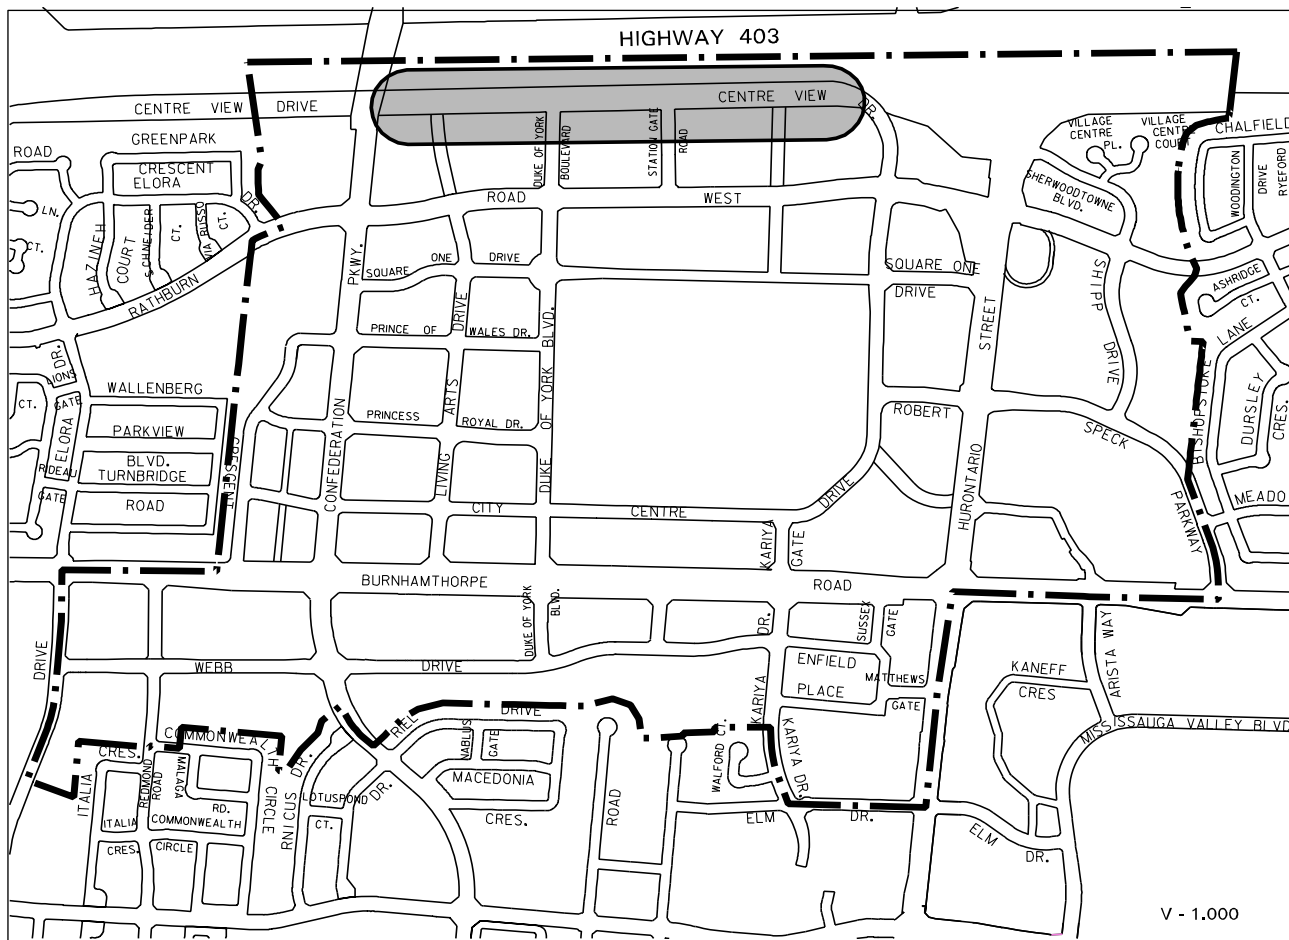 HIGHWAY 403
CENTRE VIEW DRIVE
CENTRE VIEW
DR.
GREENPARK
CRESCENT
ELORA
DR.
ROAD
LN.
CT.
HAZINEH
COURT
SCHNEIDER
CT.
VIA RUSSO
CT.
RATHBURN
ROAD
WEST
DUKE OF YORK
BOULEVARD
STATION GATE
ROAD
VILLAGE
CENTRE
PL.
VILLAGE
CENTRE
COURT
CHALFIELD
WOODINGTON
DRIVE
RYEFORD
SHERWOODTOWNE
BLVD.
PKWY.
SQUARE ONE DRIVE
SQUARE ONE
DRIVE
SHIPP
DRIVE
ASHRIDGE
CT.
LANE
BISHOPSTOKE
DURSLEY
CRES.
MEADO
PRINCE OF WALES DR.
DRIVE
ARTS
LIVING
DUKE OF YORK BLVD.
STREET
HURONTARIO
DR.
LIONS
GATE
CT.
ELORA
WALLENBERG
CRESCENT
PARKVIEW
BLVD.
TURNBRIDGE
ROAD
RIDEAU
GATE
CONFEDERATION
PRINCESS ROYAL DR.
ROBERT
SPECK
PARKWAY
CITY CENTRE
DRIVE
KARIYA
GATE
BURNHAMTHORPE
ROAD
DUKE OF YORK
BLVD.
DR.
KARIYA
SUSSEX
GATE
ENFIELD
PLACE
MATTHEWS
GATE
DRIVE
WEBB
DRIVE
KANEFF
CRES
ARISTA WAY
MISSISSAUGA VALLEY BLVD
COMMONWEALTH
CIRCLE
CRES.
ITALIA
REDMOND
ROAD
MALAGA
RD.
COMMONWEALTH
CIRCLE
ITALIA
CRES.
PRINCE
DR.
LOTUSPOND
CT.
DR.
RIEL
DRIVE
NABLUS
GATE
MACEDONIA
CRES.
ROAD
WALFORD CT.
KARIYA DR.
ELM
DR.
ELM
DR.
V - 1.000